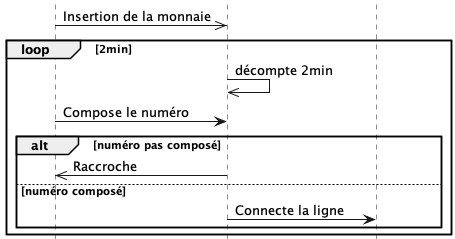 Insertion de la monnaie
loop [2min]
décompte 2min
Compose le numéro
alt [numéro pas composé]
Raccroche
[numéro composé]
Connecte la ligne